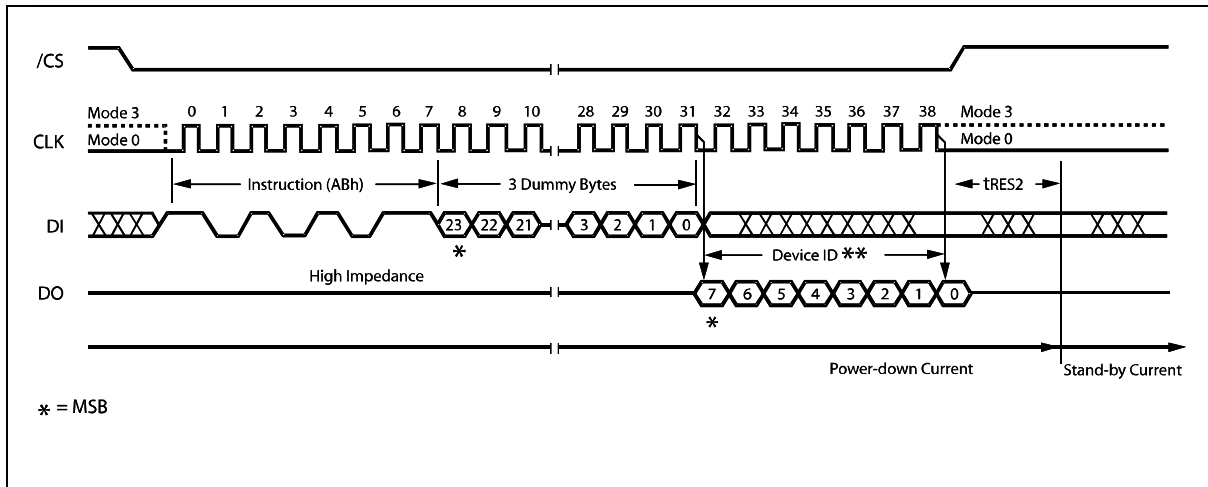 /CS
Mode 3 0 1 2 3 4 5 6 7 8 9 10 28 29 30 31 32 33 34 35 36 37 38 Mode 3
CLK Mode 0 Mode 0
Instruction (ABh) 3 Dummy Bytes tRES2
DI 23 22 21 3 2 1 0
* Device ID **
High Impedance
DO 7 6 5 4 3 2 1 0
*
Power-down Current Stand-by Current
* = MSB